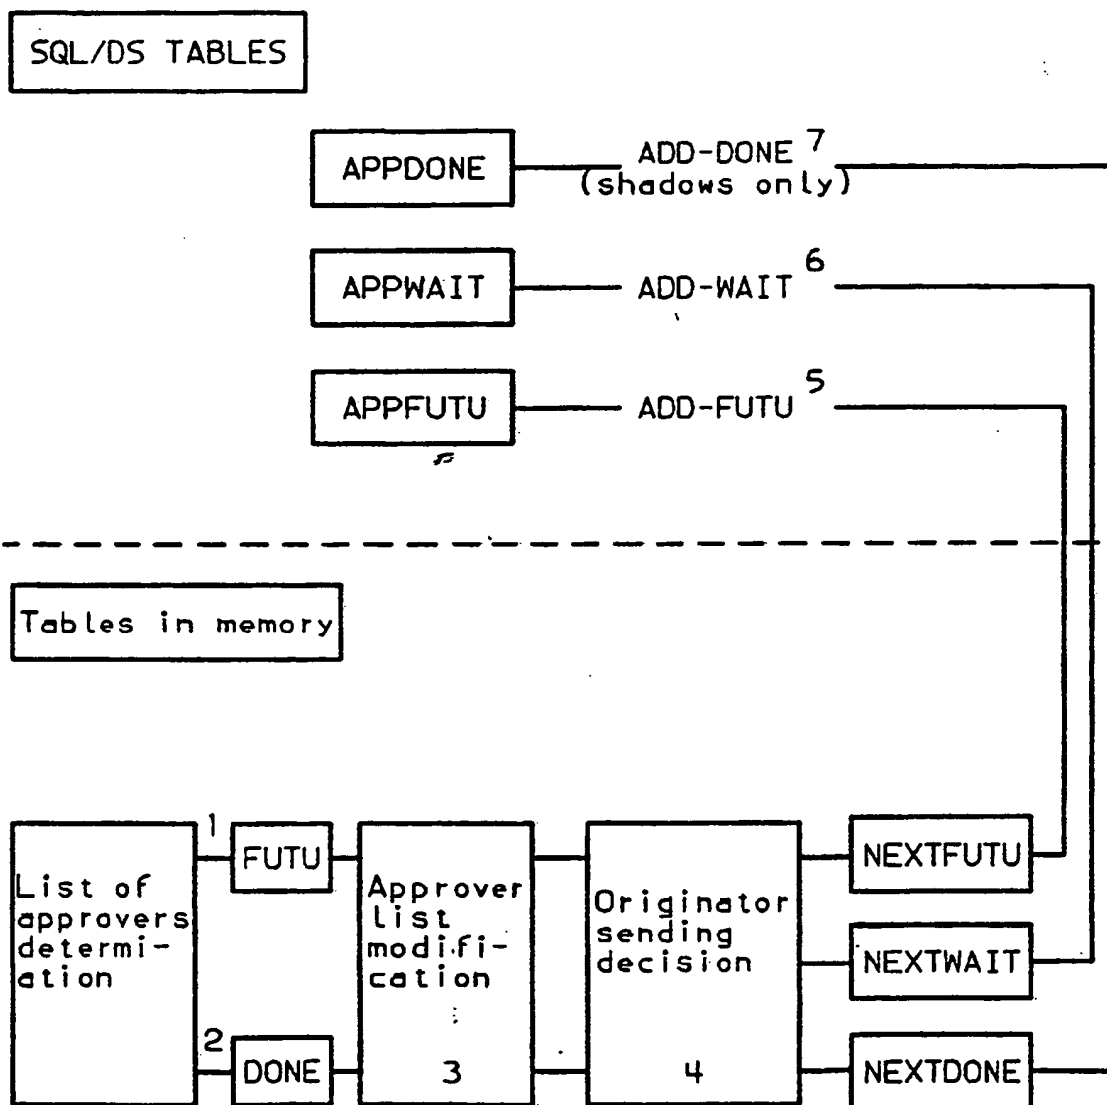 SQL/DS TABLES
APPDONE
ADD-DONE 7
(shadows only)
APPWAIT
ADD-WAIT 6
APPFUTU
ADD-FUTU 5
Tables in memory
1
FUTU
NEXTFUTU
List of
approvers
determi-
ation
Approver
list
modifi-
cation
3
Originator
sending
decision
4
NEXTWAIT
2
DONE
NEXTDONE